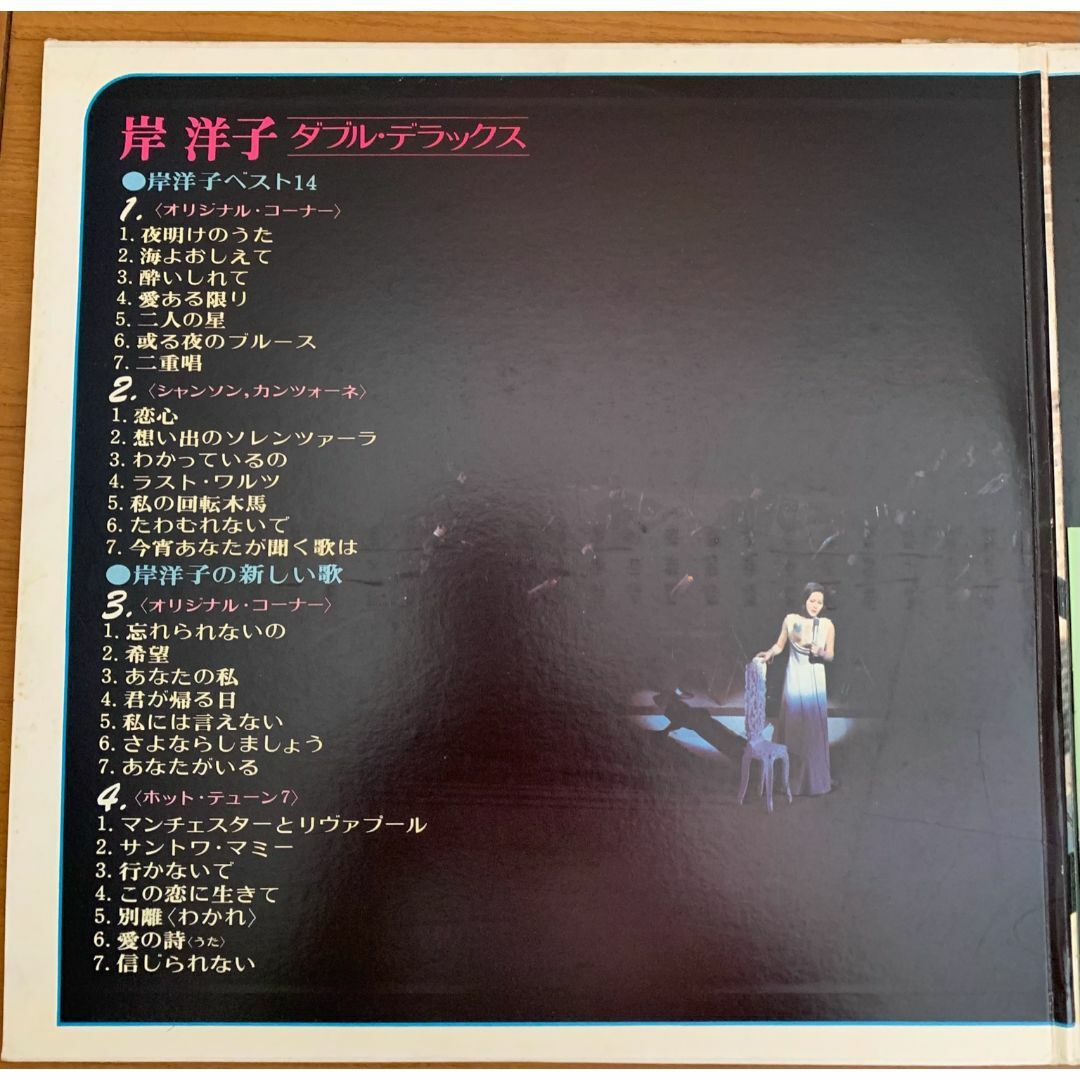 岸 洋子 ダブル・デラックス
●岸洋子ベスト14
1.〈オリジナル・コーナー〉
1. 夜明けのうた
2. 海よおしえて
3. 酔いしれて
4. 愛ある限り
5. 二人の星
6. 或る夜のブルース
7. 二重唱
2.〈シャンソン,カンツォーネ〉
1. 恋心
2. 想い出のソレンツァーラ
3. わかっているの
4. ラスト・ワルツ
5. 私の回転木馬
6. たわむれないで
7. 今宵あなたが聞く歌は
●岸洋子の新しい歌
3.〈オリジナル・コーナー〉
1. 忘れられないの
2. 希望
3. あなたの私
4. 君が帰る日
5. 私には言えない
6. さよならしましょう
7. あなたがいる
4.〈ホット・テューン7〉
1. マンチェスターとリヴァプール
2. サントワ・マミー
3. 行かないで
4. この恋に生きて
5. 別離〈わかれ〉
6. 愛の詩〈うた〉
7. 信じられない